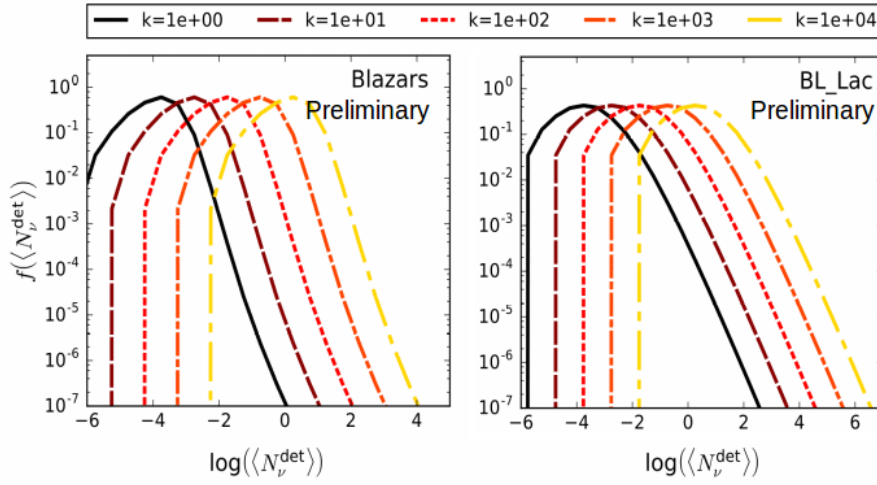 k=1e+00 k=1e+01 k=1e+02 k=1e+03 k=1e+04
Blazars
Preliminary
BL_Lac
Preliminary
f(⟨N_ν^det⟩)
10^0
10^-1
10^-2
10^-3
10^-4
10^-5
10^-6
10^-7
−6 −4 −2 0 2 4
log(⟨N_ν^det⟩)
10^0
10^-1
10^-2
10^-3
10^-4
10^-5
10^-6
10^-7
−6 −4 −2 0 2 4 6
log(⟨N_ν^det⟩)